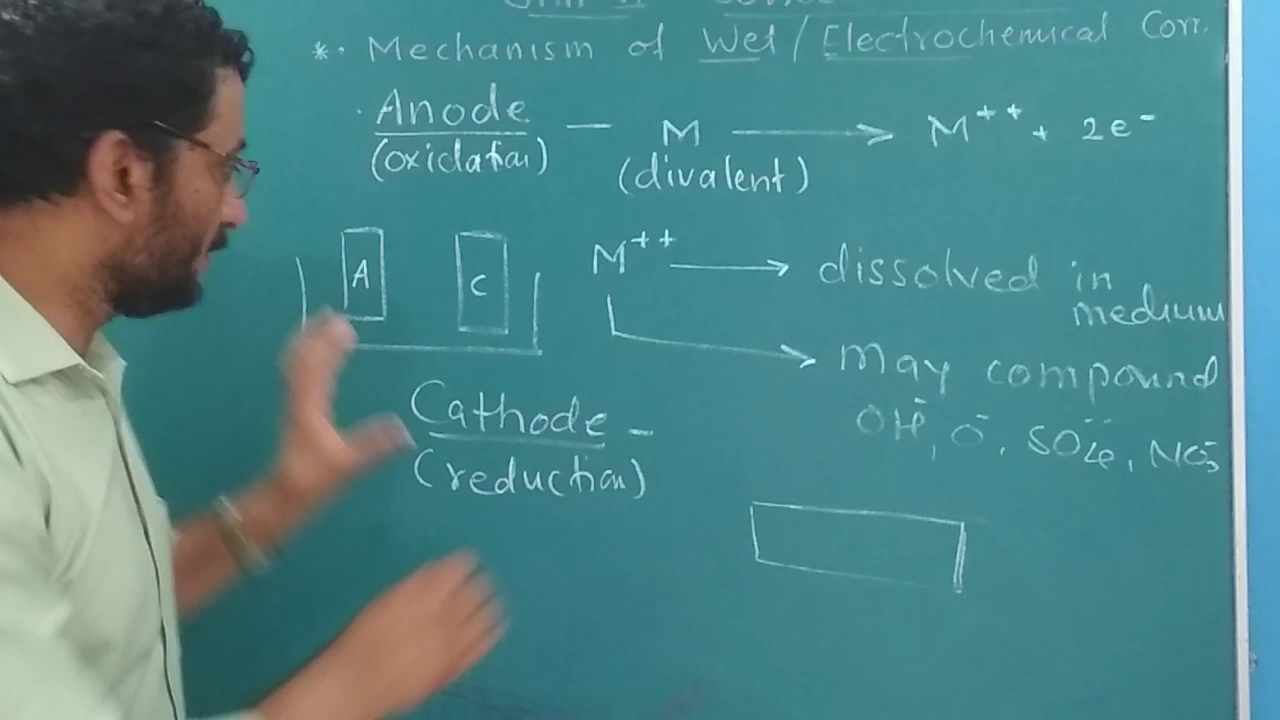 *. Mechanism of Wet / Electrochemical Corr.
Anode — M → M⁺⁺ + 2e⁻
(oxidation) (divalent)
A C M⁺⁺ → dissolved in
medium
→ may compound
Cathode – OH⁻, O⁻, SO₄⁻⁻, NO₃⁻
(reduction)